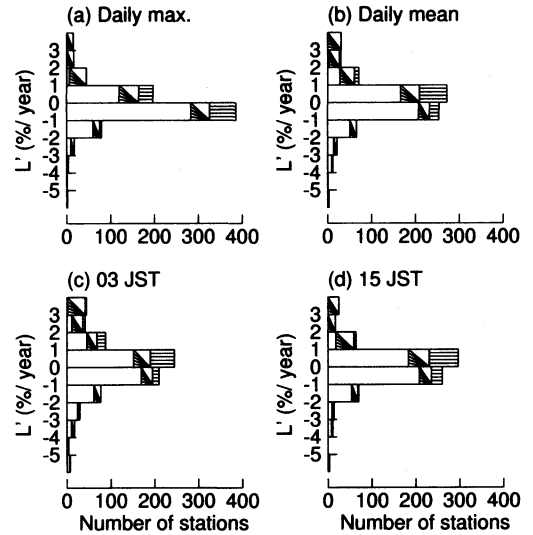 (a) Daily max.
(b) Daily mean
3
2
1
0
-1
-2
-3
-4
-5
L' (%/ year)
0 100 200 300 400
3
2
1
0
-1
-2
-3
-4
-5
L' (%/ year)
0 100 200 300 400
(c) 03 JST
(d) 15 JST
3
2
1
0
-1
-2
-3
-4
-5
L' (%/ year)
0 100 200 300 400
Number of stations
3
2
1
0
-1
-2
-3
-4
-5
L' (%/ year)
0 100 200 300 400
Number of stations